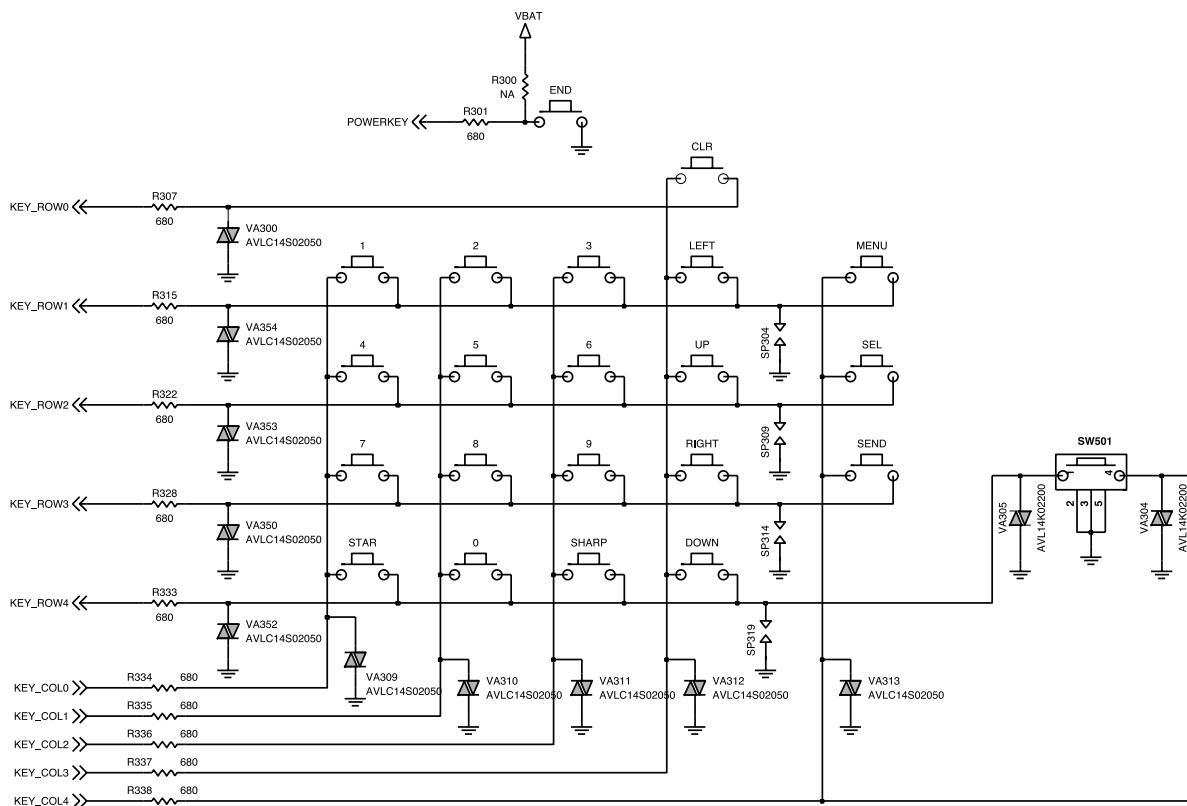 VBAT
R300
NA
END
R301
POWERKEY
680
CLR
R307
KEY_ROW0
680
VA300
AVLC14S02050
1
2
3
LEFT
MENU
R315
KEY_ROW1
680
VA354
AVLC14S02050
SP304
4
5
6
UP
SEL
R322
KEY_ROW2
680
VA353
AVLC14S02050
SP309
7
8
9
RIGHT
SEND
SW501
1
4
2
3
5
VA305
AVL14K02200
VA304
AVL14K02200
R328
KEY_ROW3
680
VA350
AVLC14S02050
SP314
STAR
0
SHARP
DOWN
R333
KEY_ROW4
680
VA352
AVLC14S02050
SP319
VA309
AVLC14S02050
VA310
AVLC14S02050
VA311
AVLC14S02050
VA312
AVLC14S02050
VA313
AVLC14S02050
R334 680
KEY_COL0
R335 680
KEY_COL1
R336 680
KEY_COL2
R337 680
KEY_COL3
R338 680
KEY_COL4